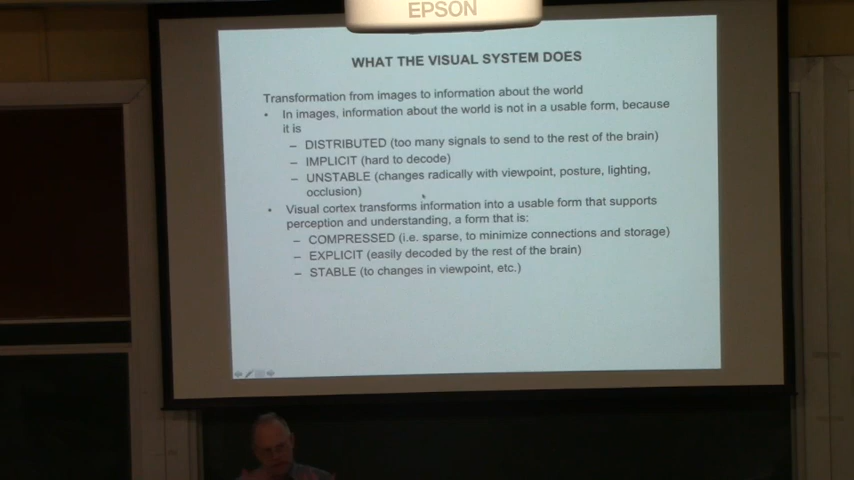 EPSON
WHAT THE VISUAL SYSTEM DOES
Transformation from images to information about the world
• In images, information about the world is not in a usable form, because
it is
– DISTRIBUTED (too many signals to send to the rest of the brain)
– IMPLICIT (hard to decode)
– UNSTABLE (changes radically with viewpoint, posture, lighting,
occlusion)
• Visual cortex transforms information into a usable form that supports
perception and understanding, a form that is:
– COMPRESSED (i.e. sparse, to minimize connections and storage)
– EXPLICIT (easily decoded by the rest of the brain)
– STABLE (to changes in viewpoint, etc.)